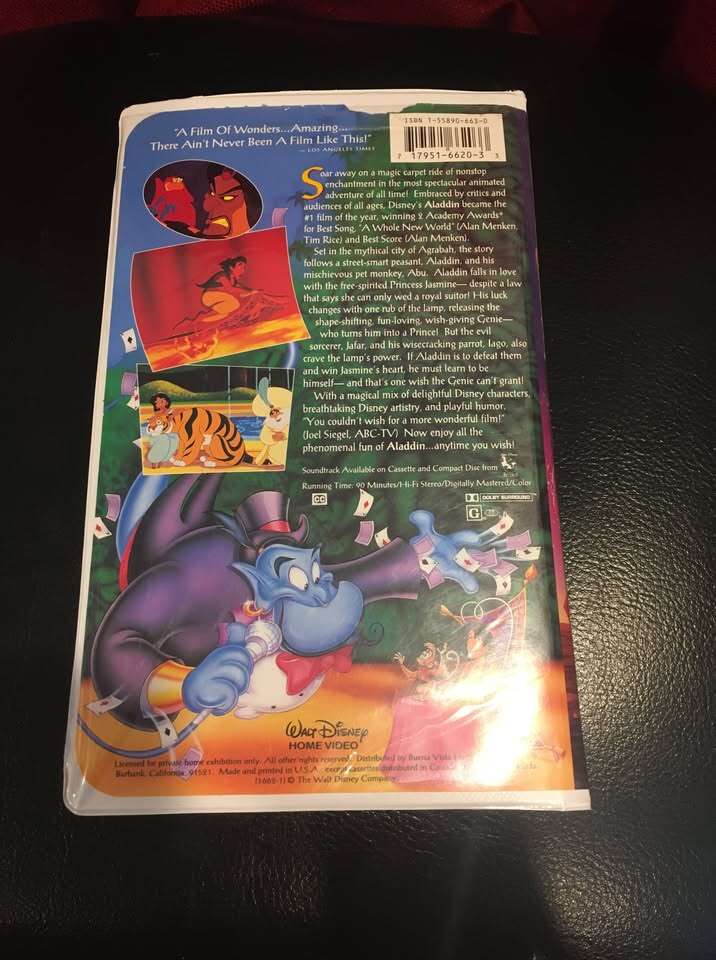 "A Film Of Wonders...Amazing...
There Ain't Never Been A Film Like This!"
— LOS ANGELES TIMES
ISBN 1-55890-663-0
7 17951-6620-3 3
Soar away on a magic carpet ride of nonstop
enchantment in the most spectacular animated
adventure of all time! Embraced by critics and
audiences of all ages, Disney's Aladdin became the
#1 film of the year, winning 2 Academy Awards®
for Best Song, "A Whole New World" (Alan Menken,
Tim Rice) and Best Score (Alan Menken).
Set in the mythical city of Agrabah, the story
follows a street-smart peasant, Aladdin, and his
mischievous pet monkey, Abu. Aladdin falls in love
with the free-spirited Princess Jasmine— despite a law
that says she can only wed a royal suitor! His luck
changes with one rub of the lamp, releasing the
shape-shifting, fun-loving, wish-giving Genie—
who turns him into a Prince! But the evil
sorcerer, Jafar, and his wisecracking parrot, Iago, also
crave the lamp's power. If Aladdin is to defeat them
and win Jasmine's heart, he must learn to be
himself— and that's one wish the Genie can't grant!
With a magical mix of delightful Disney characters,
breathtaking Disney artistry, and playful humor,
"You couldn't wish for a more wonderful film!"
(Joel Siegel, ABC-TV) Now enjoy all the
phenomenal fun of Aladdin...anytime you wish!
Soundtrack Available on Cassette and Compact Disc from
Running Time: 90 Minutes/Hi-Fi Stereo/Digitally Mastered/Color
CC
DOLBY SURROUND
G
WALT DISNEY
HOME VIDEO
Licensed for private home exhibition only. All other rights reserved. Distributed by Buena Vista
Burbank, California 91521. Made and printed in U.S.A. except cassettes distributed in
(1662-1) © The Walt Disney Company